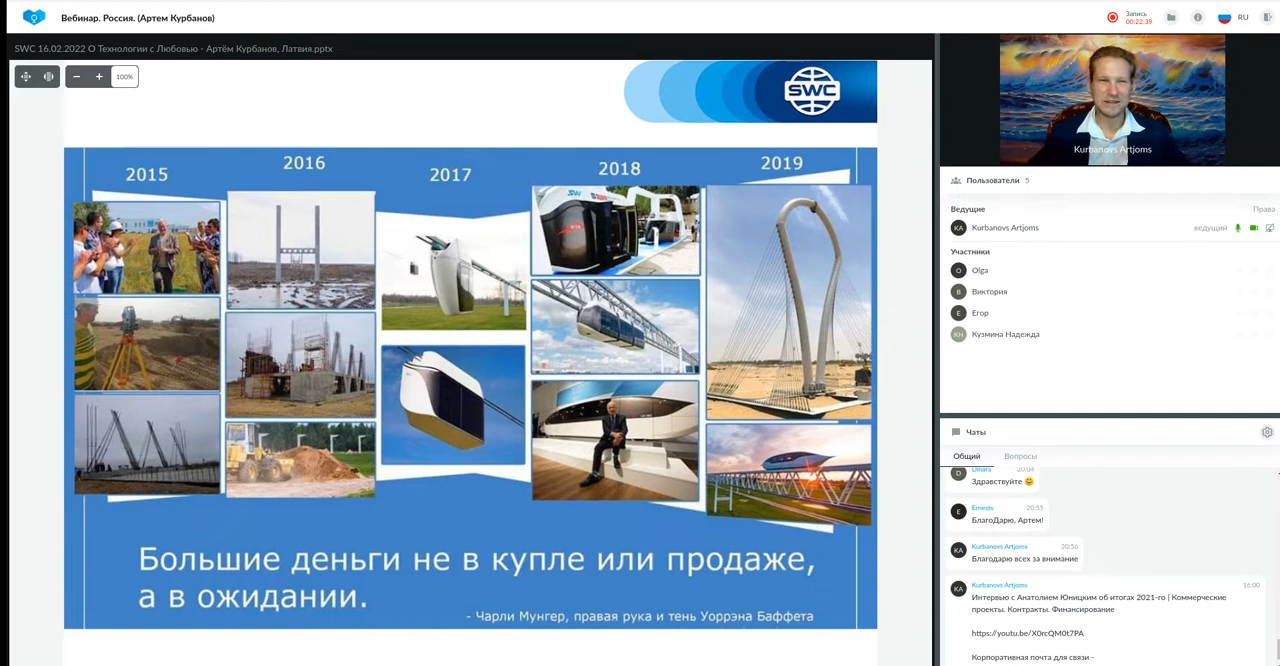 Вебинар. Россия. (Артем Курбанов)
Запись
00:22:39
RU
SWC 16.02.2022 О Технологии с Любовью - Артём Курбанов, Латвия.pptx
100%
SWC
2015
2016
2017
2018
2019
Большие деньги не в купле или продаже,
а в ожидании.
- Чарли Мунгер, правая рука и тень Уоррэна Баффета
Kurbanovs Artjoms
Пользователи 5
Ведущие
Права
KA Kurbanovs Artjoms ведущий
Участники
O Olga
В Виктория
Е Егор
КН Кузмина Надежда
Чаты
Общий Вопросы
D Dinara 20:04
Здравствуйте 😊
E Ernests 20:55
БлагоДарю, Артем!
KA Kurbanovs Artjoms 20:56
Благодарю всех за внимание
KA Kurbanovs Artjoms 16:00
Интервью с Анатолием Юницким об итогах 2021-го | Коммерческие
проекты. Контракты. Финансирование
https://youtu.be/X0rcQM0t7PA
Корпоративная почта для связи -